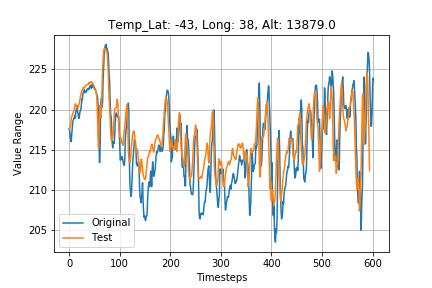 Temp_Lat: -43, Long: 38, Alt: 13879.0
Value Range
225
220
215
210
205
Original
Test
0 100 200 300 400 500 600
Timesteps